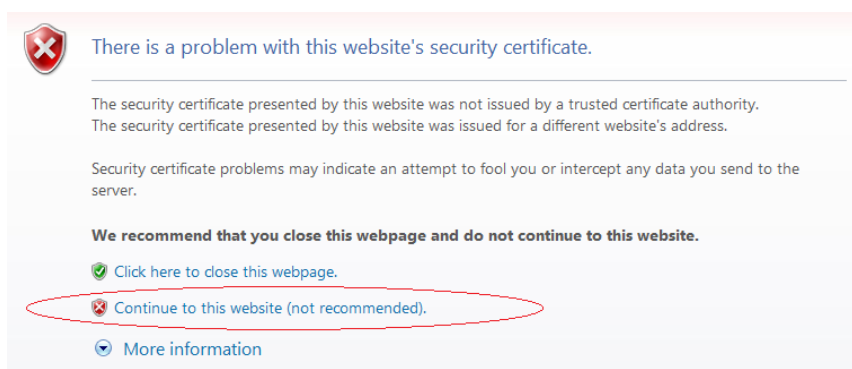 There is a problem with this website's security certificate.
The security certificate presented by this website was not issued by a trusted certificate authority.
The security certificate presented by this website was issued for a different website's address.
Security certificate problems may indicate an attempt to fool you or intercept any data you send to the
server.
We recommend that you close this webpage and do not continue to this website.
Click here to close this webpage.
Continue to this website (not recommended).
More information